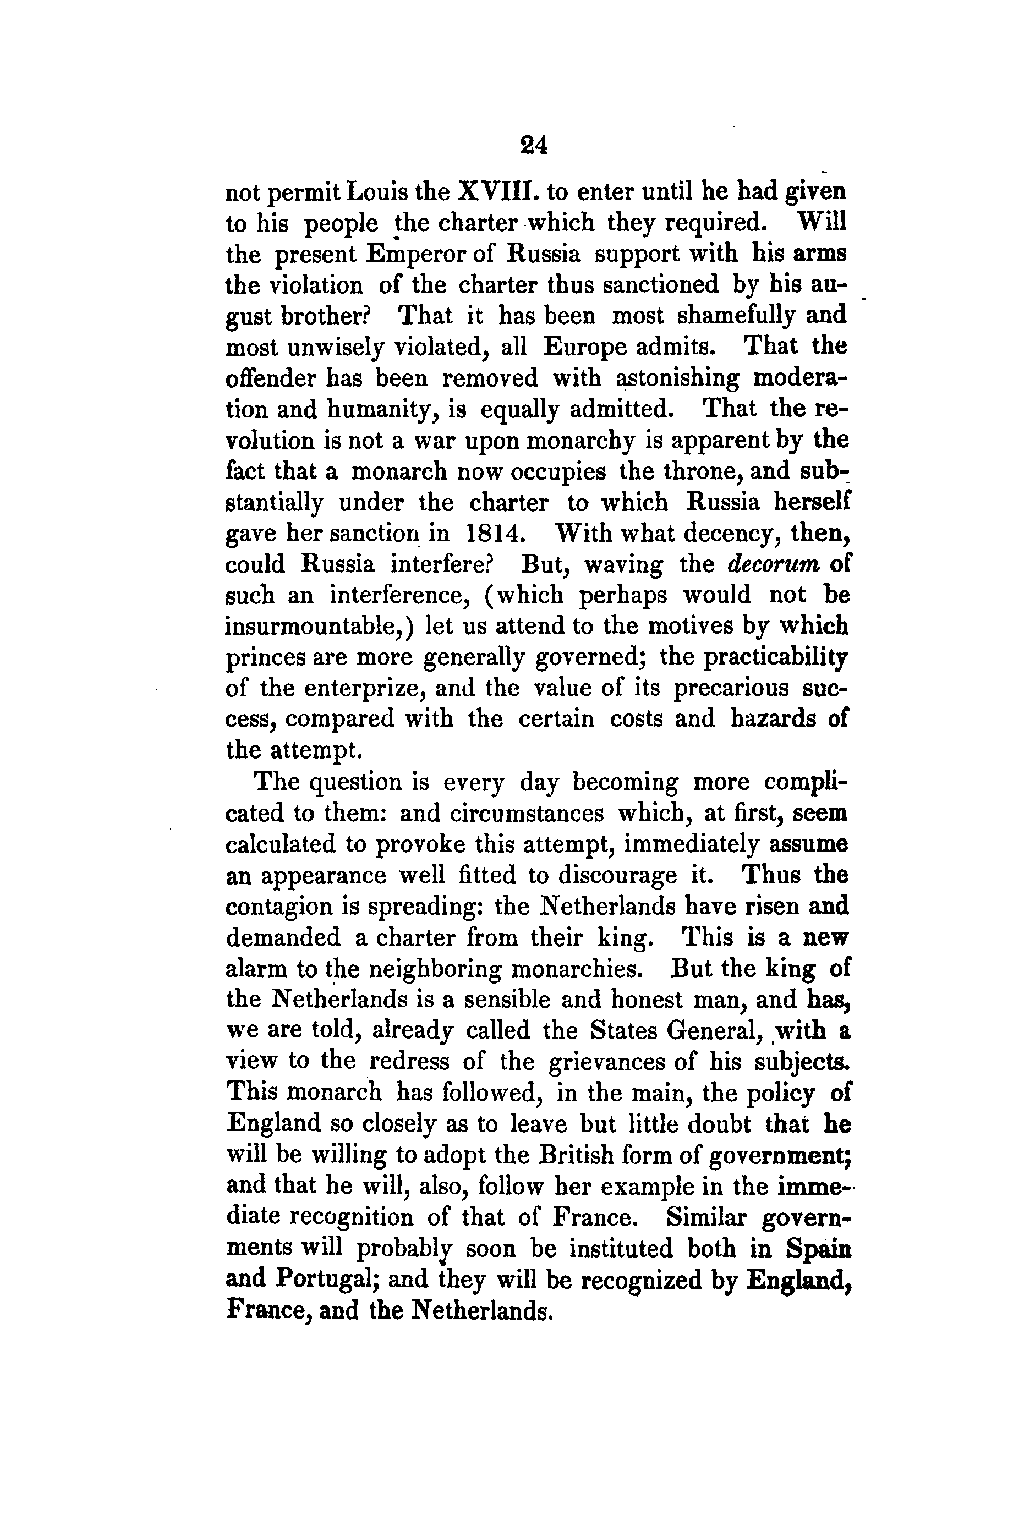 24
not permit Louis the XVIII. to enter until he had given
to his people the charter which they required. Will
the present Emperor of Russia support with his arms
the violation of the charter thus sanctioned by his au-
gust brother? That it has been most shamefully and
most unwisely violated, all Europe admits. That the
offender has been removed with astonishing modera-
tion and humanity, is equally admitted. That the re-
volution is not a war upon monarchy is apparent by the
fact that a monarch now occupies the throne, and sub-
stantially under the charter to which Russia herself
gave her sanction in 1814. With what decency, then,
could Russia interfere? But, waving the decorum of
such an interference, (which perhaps would not be
insurmountable,) let us attend to the motives by which
princes are more generally governed; the practicability
of the enterprize, and the value of its precarious suc-
cess, compared with the certain costs and hazards of
the attempt.
The question is every day becoming more compli-
cated to them: and circumstances which, at first, seem
calculated to provoke this attempt, immediately assume
an appearance well fitted to discourage it. Thus the
contagion is spreading: the Netherlands have risen and
demanded a charter from their king. This is a new
alarm to the neighboring monarchies. But the king of
the Netherlands is a sensible and honest man, and has,
we are told, already called the States General, with a
view to the redress of the grievances of his subjects.
This monarch has followed, in the main, the policy of
England so closely as to leave but little doubt that he
will be willing to adopt the British form of government;
and that he will, also, follow her example in the imme-
diate recognition of that of France. Similar govern-
ments will probably soon be instituted both in Spain
and Portugal; and they will be recognized by England,
France, and the Netherlands.